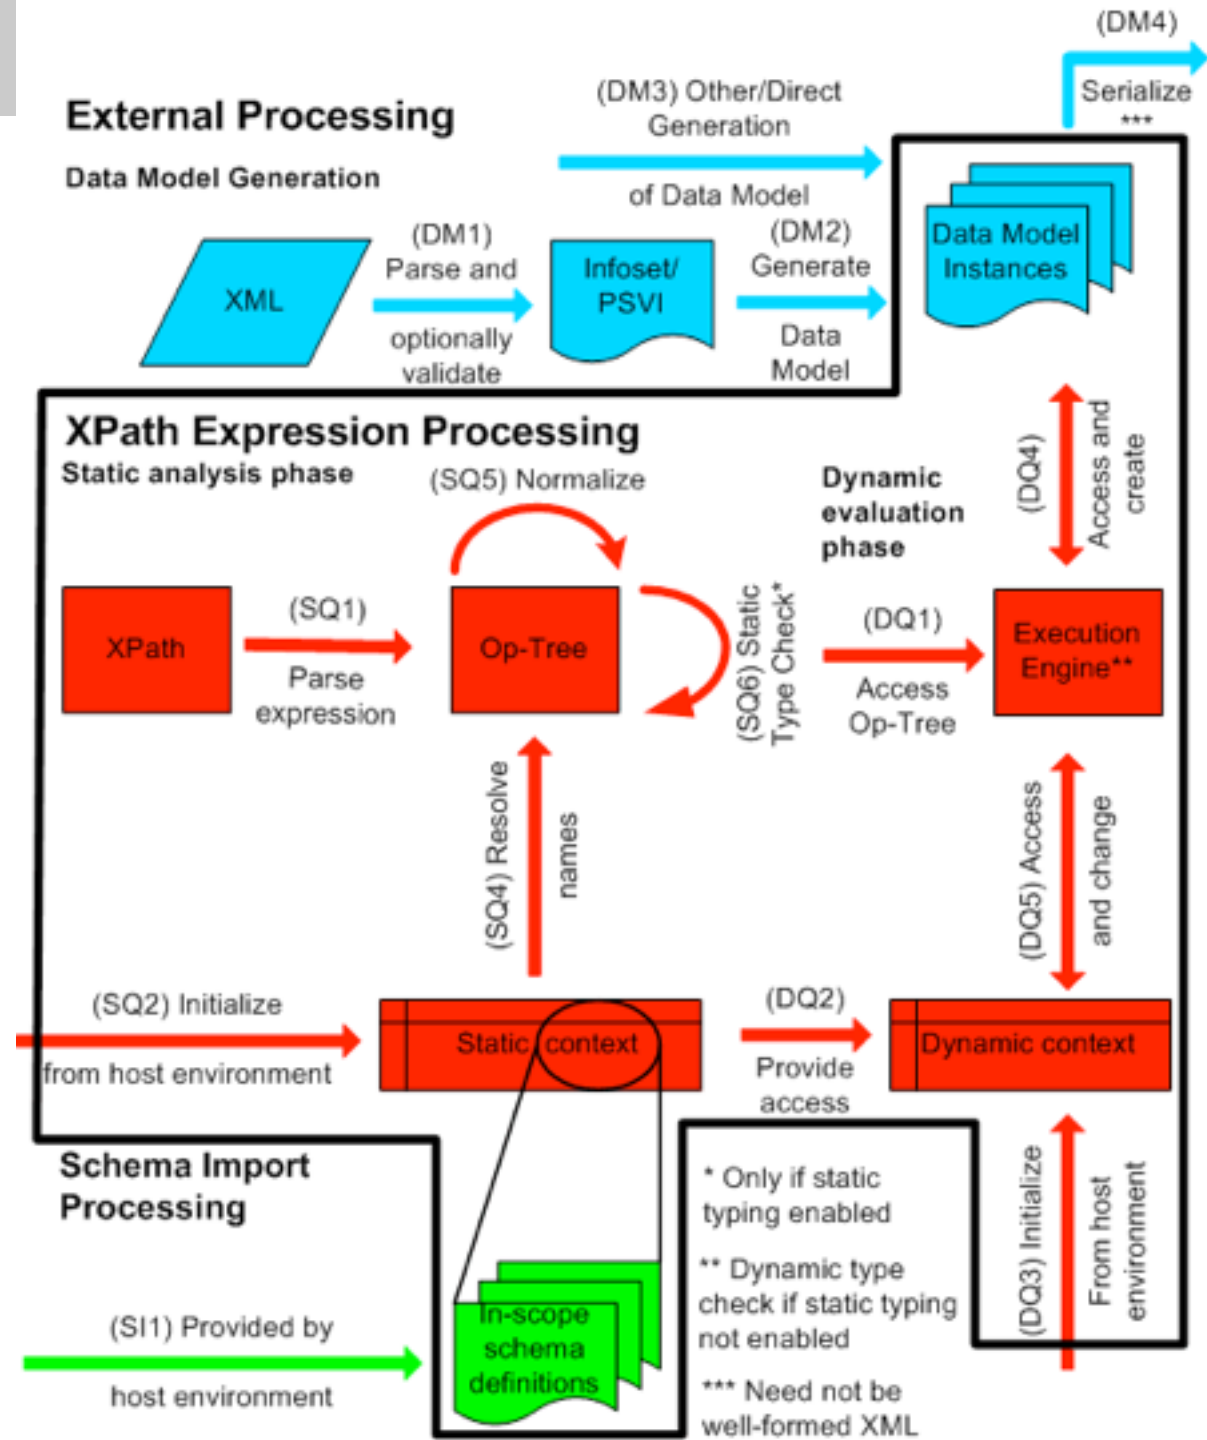 (DM4)
Serialize
***
External Processing
(DM3) Other/Direct
Generation
of Data Model
Data Model Generation
(DM1)
Parse and
optionally
validate
(DM2)
Generate
Data
Model
XML
Infoset/
PSVI
Data Model
Instances
XPath Expression Processing
Static analysis phase
(SQ5) Normalize
Dynamic
evaluation
phase
(DQ4)
Access and
create
XPath
(SQ1)
Parse
expression
Op-Tree
(SQ6) Static
Type Check*
(DQ1)
Access
Op-Tree
Execution
Engine**
(SQ4) Resolve
names
(DQ5) Access
and change
(SQ2) Initialize
from host environment
Static context
(DQ2)
Provide
access
Dynamic context
Schema Import
Processing
(SI1) Provided by
host environment
In-scope
schema
definitions
* Only if static
typing enabled
** Dynamic type
check if static typing
not enabled
*** Need not be
well-formed XML
(DQ3) Initialize
From host
environment